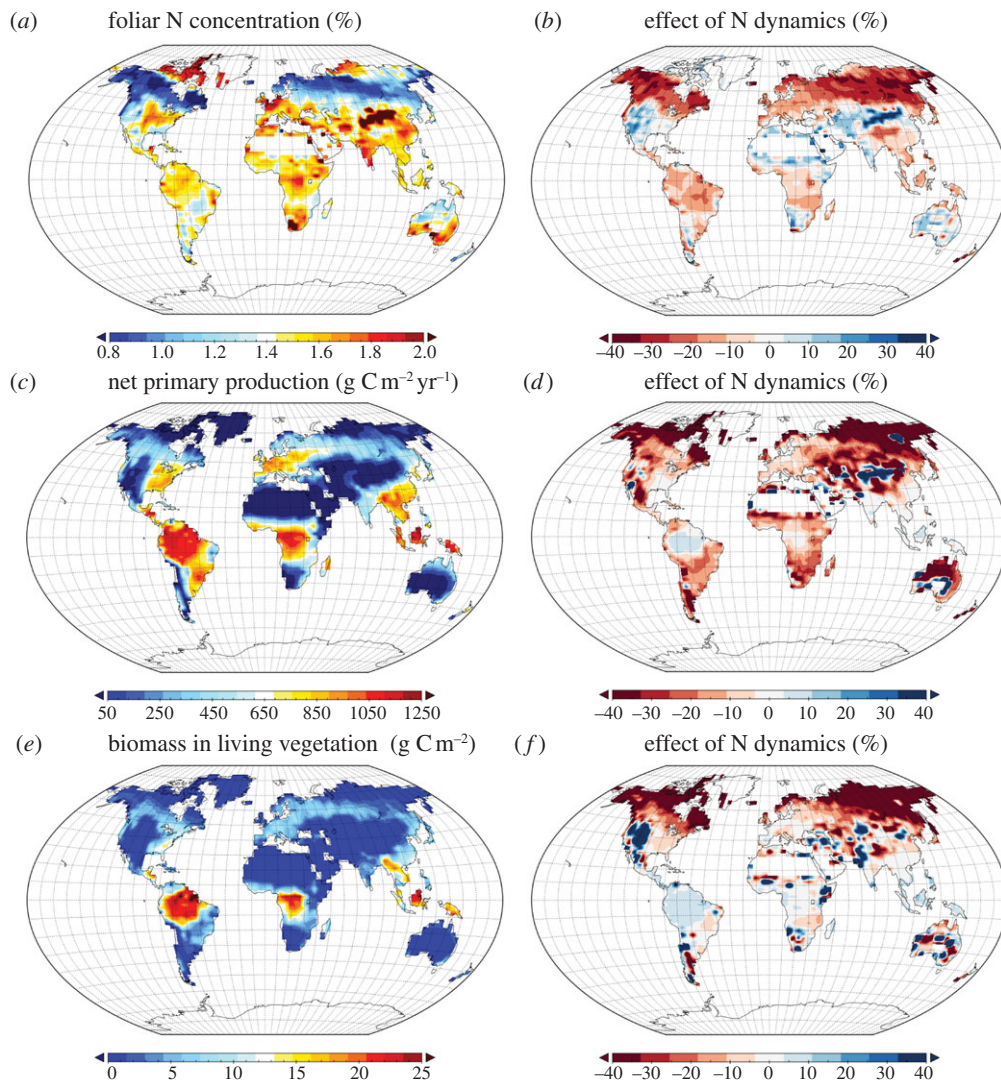 (a) foliar N concentration (%) (b) effect of N dynamics (%)
0.8 1.0 1.2 1.4 1.6 1.8 2.0 −40 −30 −20 −10 0 10 20 30 40
(c) net primary production (g C m⁻² yr⁻¹) (d) effect of N dynamics (%)
50 250 450 650 850 1050 1250 −40 −30 −20 −10 0 10 20 30 40
(e) biomass in living vegetation (g C m⁻²) (f) effect of N dynamics (%)
0 5 10 15 20 25 −40 −30 −20 −10 0 10 20 30 40